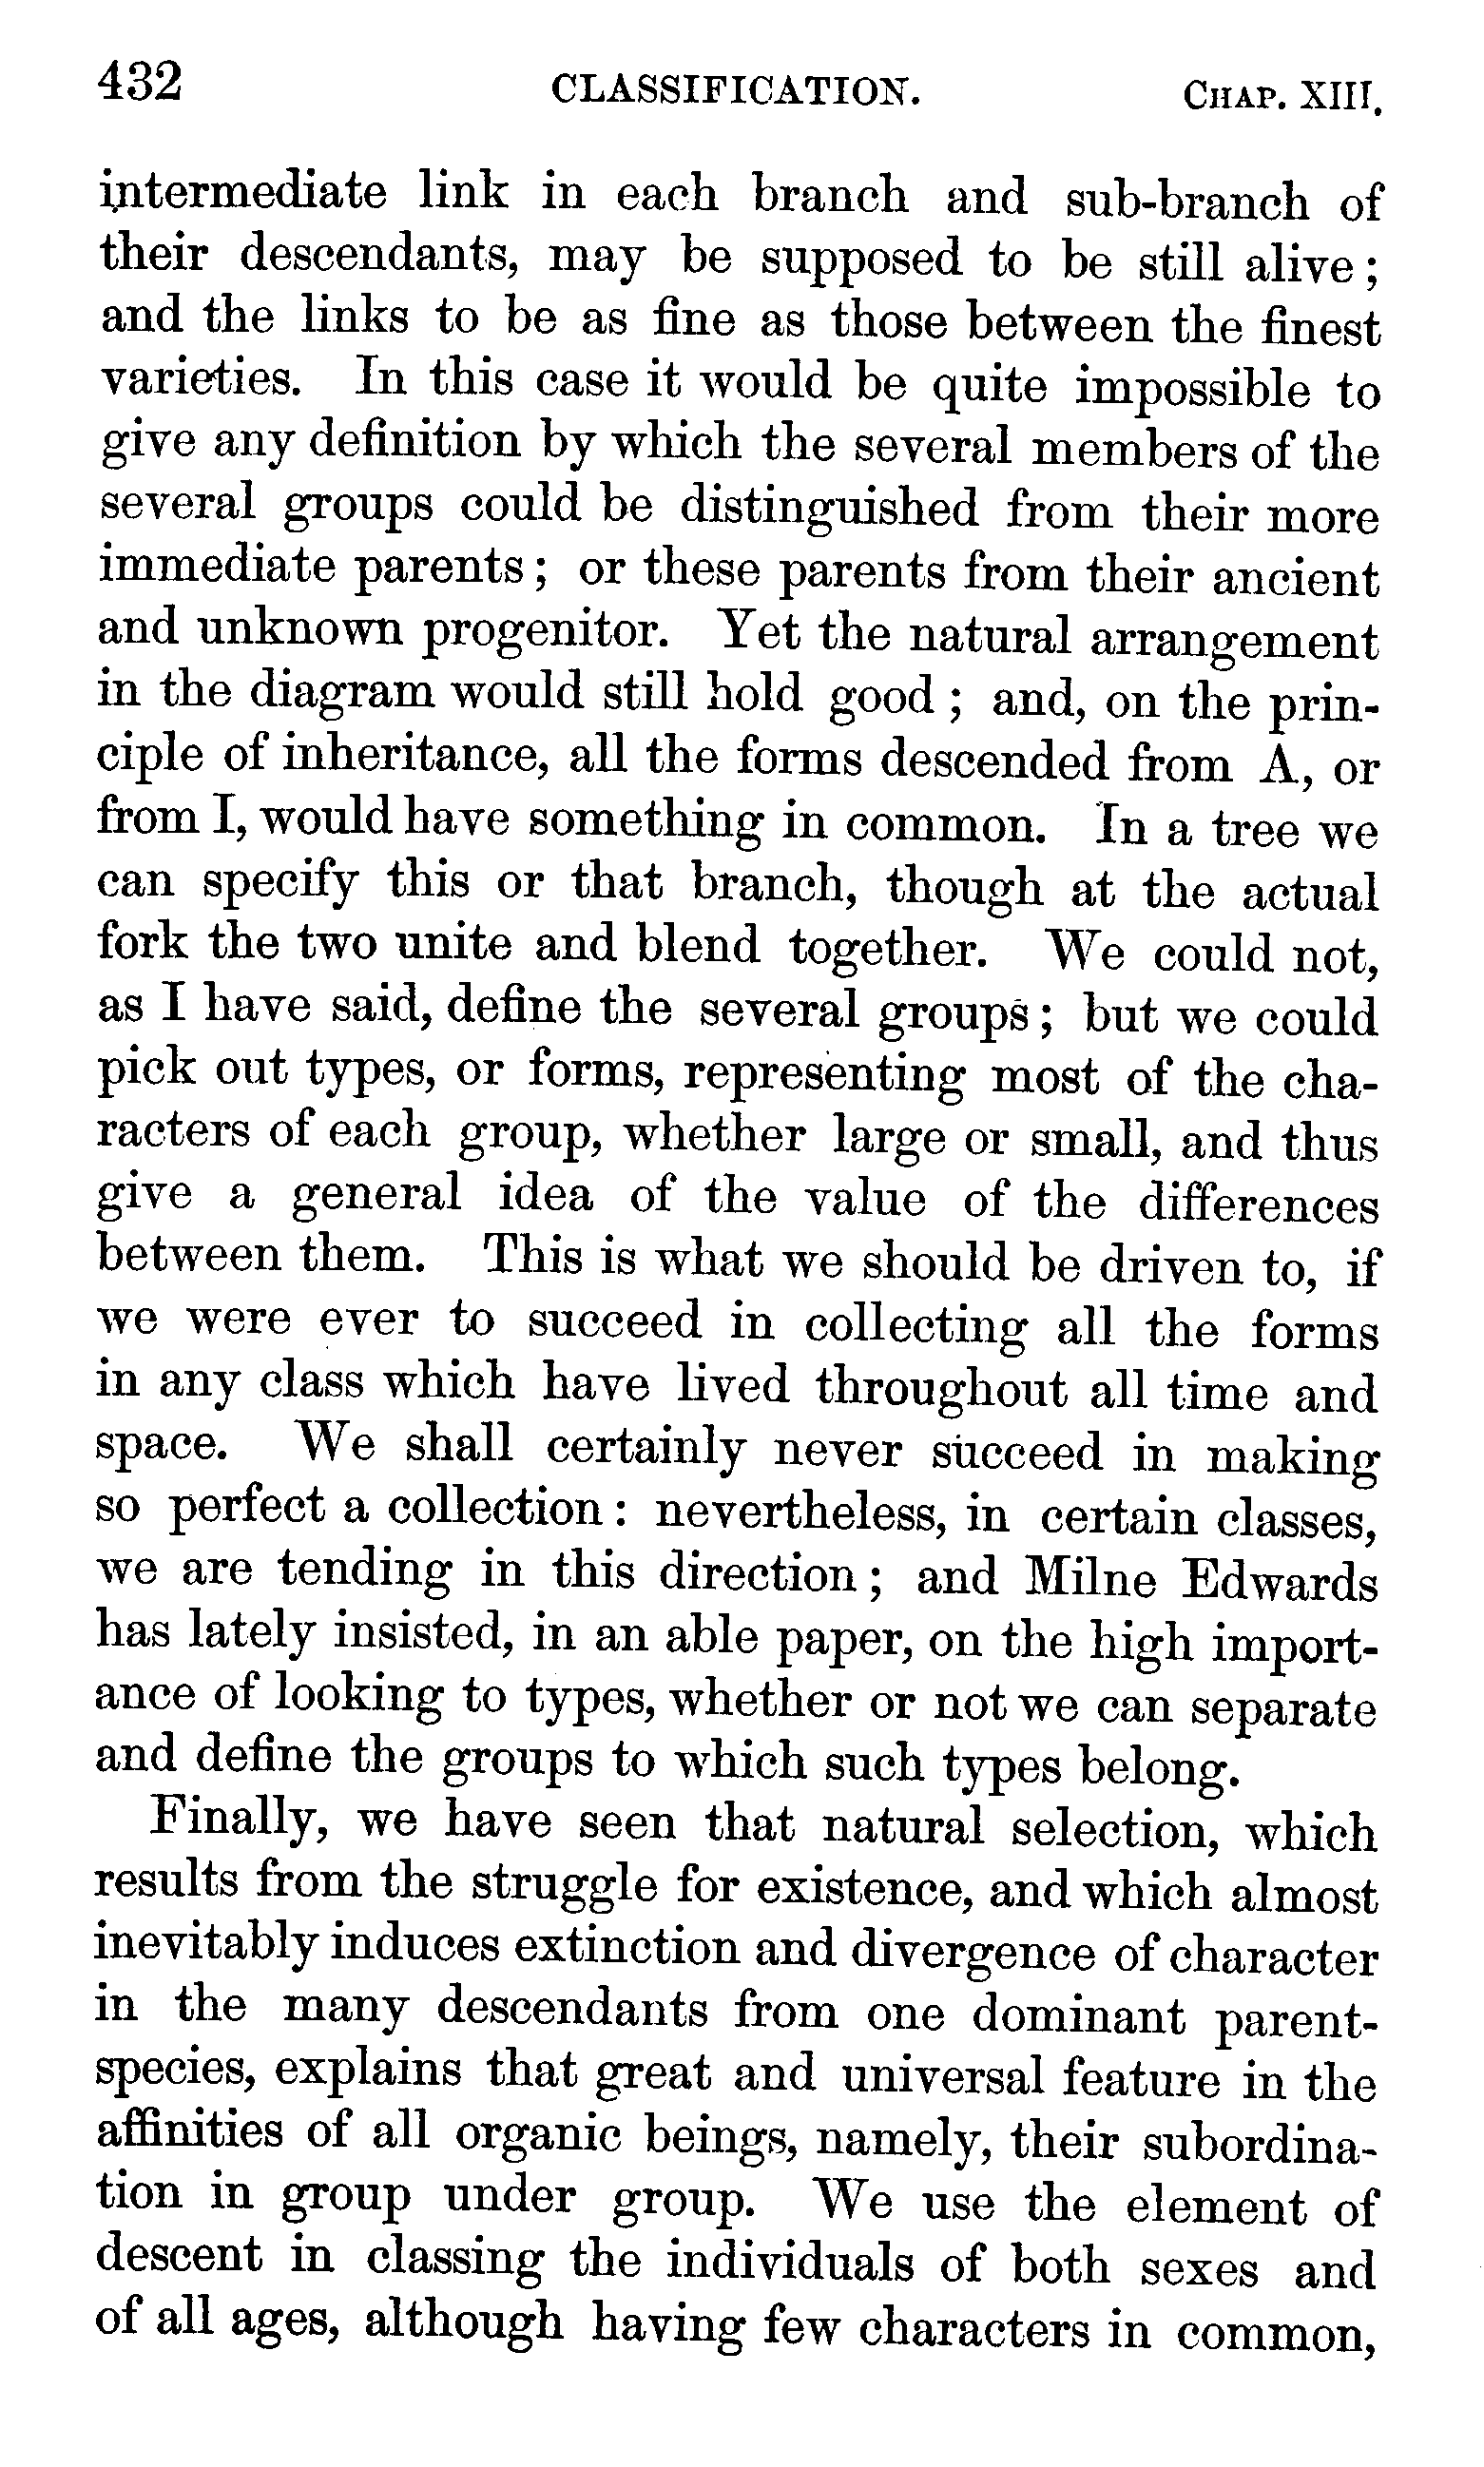 432 CLASSIFICATION. CHAP. XIII.
intermediate link in each branch and sub-branch of
their descendants, may be supposed to be still alive;
and the links to be as fine as those between the finest
varieties. In this case it would be quite impossible to
give any definition by which the several members of the
several groups could be distinguished from their more
immediate parents; or these parents from their ancient
and unknown progenitor. Yet the natural arrangement
in the diagram would still hold good; and, on the prin-
ciple of inheritance, all the forms descended from A, or
from I, would have something in common. In a tree we
can specify this or that branch, though at the actual
fork the two unite and blend together. We could not,
as I have said, define the several groups; but we could
pick out types, or forms, representing most of the cha-
racters of each group, whether large or small, and thus
give a general idea of the value of the differences
between them. This is what we should be driven to, if
we were ever to succeed in collecting all the forms
in any class which have lived throughout all time and
space. We shall certainly never succeed in making
so perfect a collection: nevertheless, in certain classes,
we are tending in this direction; and Milne Edwards
has lately insisted, in an able paper, on the high import-
ance of looking to types, whether or not we can separate
and define the groups to which such types belong.
Finally, we have seen that natural selection, which
results from the struggle for existence, and which almost
inevitably induces extinction and divergence of character
in the many descendants from one dominant parent-
species, explains that great and universal feature in the
affinities of all organic beings, namely, their subordina-
tion in group under group. We use the element of
descent in classing the individuals of both sexes and
of all ages, although having few characters in common,